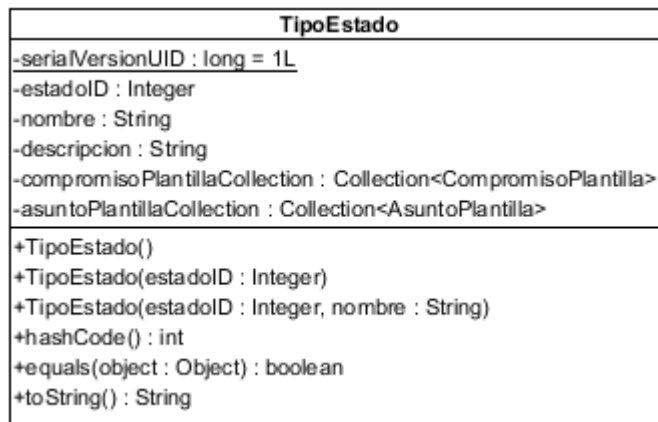 TipoEstado
-serialVersionUID : long = 1L
-estadoID : Integer
-nombre : String
-descripcion : String
-compromisoPlantillaCollection : Collection<CompromisoPlantilla>
-asuntoPlantillaCollection : Collection<AsuntoPlantilla>
+TipoEstado()
+TipoEstado(estadoID : Integer)
+TipoEstado(estadoID : Integer, nombre : String)
+hashCode() : int
+equals(object : Object) : boolean
+toString() : String